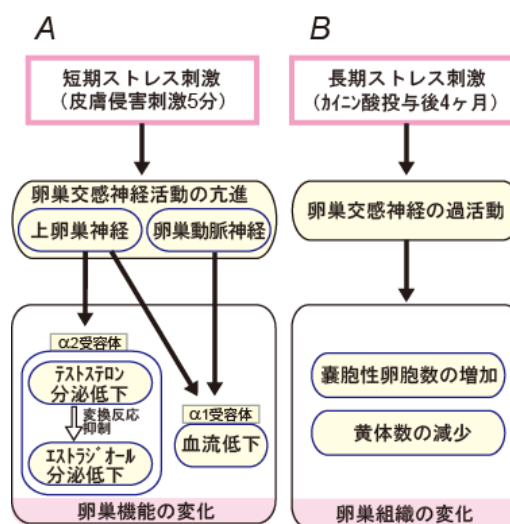 A
短期ストレス刺激
（皮膚侵害刺激5分）
卵巣交感神経活動の亢進
上卵巣神経
卵巣動脈神経
α2受容体
ﾃｽﾄｽﾃﾛﾝ
分泌低下
変換反応
抑制
ｴｽﾄﾗｼﾞｵｰﾙ
分泌低下
α1受容体
血流低下
卵巣機能の変化
B
長期ストレス刺激
（ｶｲﾆﾝ酸投与後4ヶ月）
卵巣交感神経の過活動
嚢胞性卵胞数の増加
黄体数の減少
卵巣組織の変化